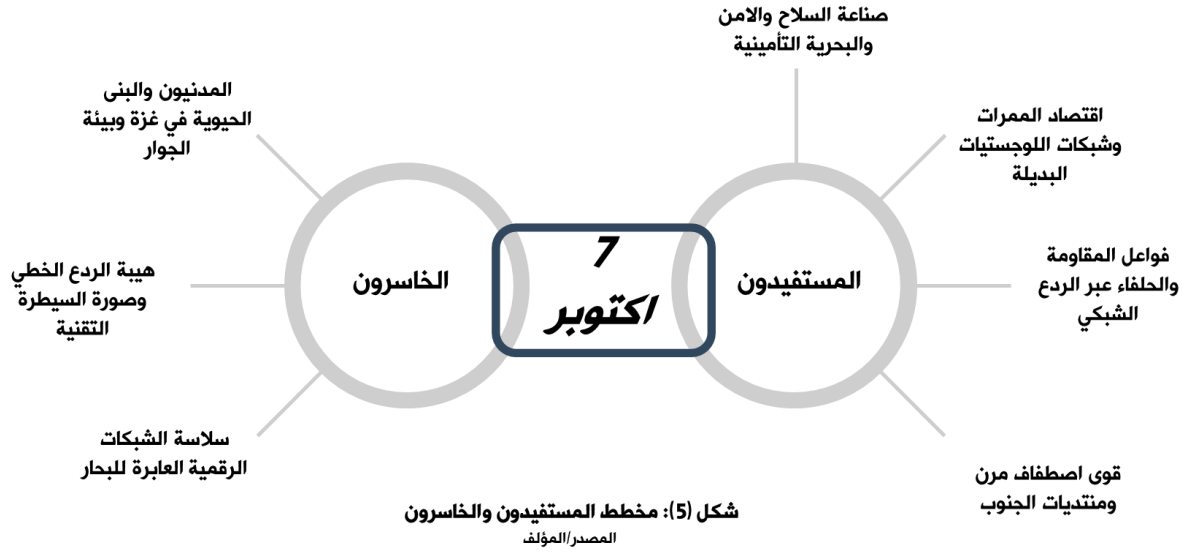 صناعة السلاح والامن
والبحرية التأمينية
اقتصاد الممرات
وشبكات اللوجستيات
البديلة
فواعل المقاومة
والحلفاء عبر الردع
الشبكي
قوى اصطفاف مرن
ومنتديات الجنوب
المستفيدون
7
اكتوبر
الخاسرون
المدنيون والبنى
الحيوية في غزة وبيئة
الجوار
هيبة الردع الخطي
وصورة السيطرة
التقنية
سلاسة الشبكات
الرقمية العابرة للبحار
شكل (5): مخطط المستفيدون والخاسرون
المصدر/المؤلف